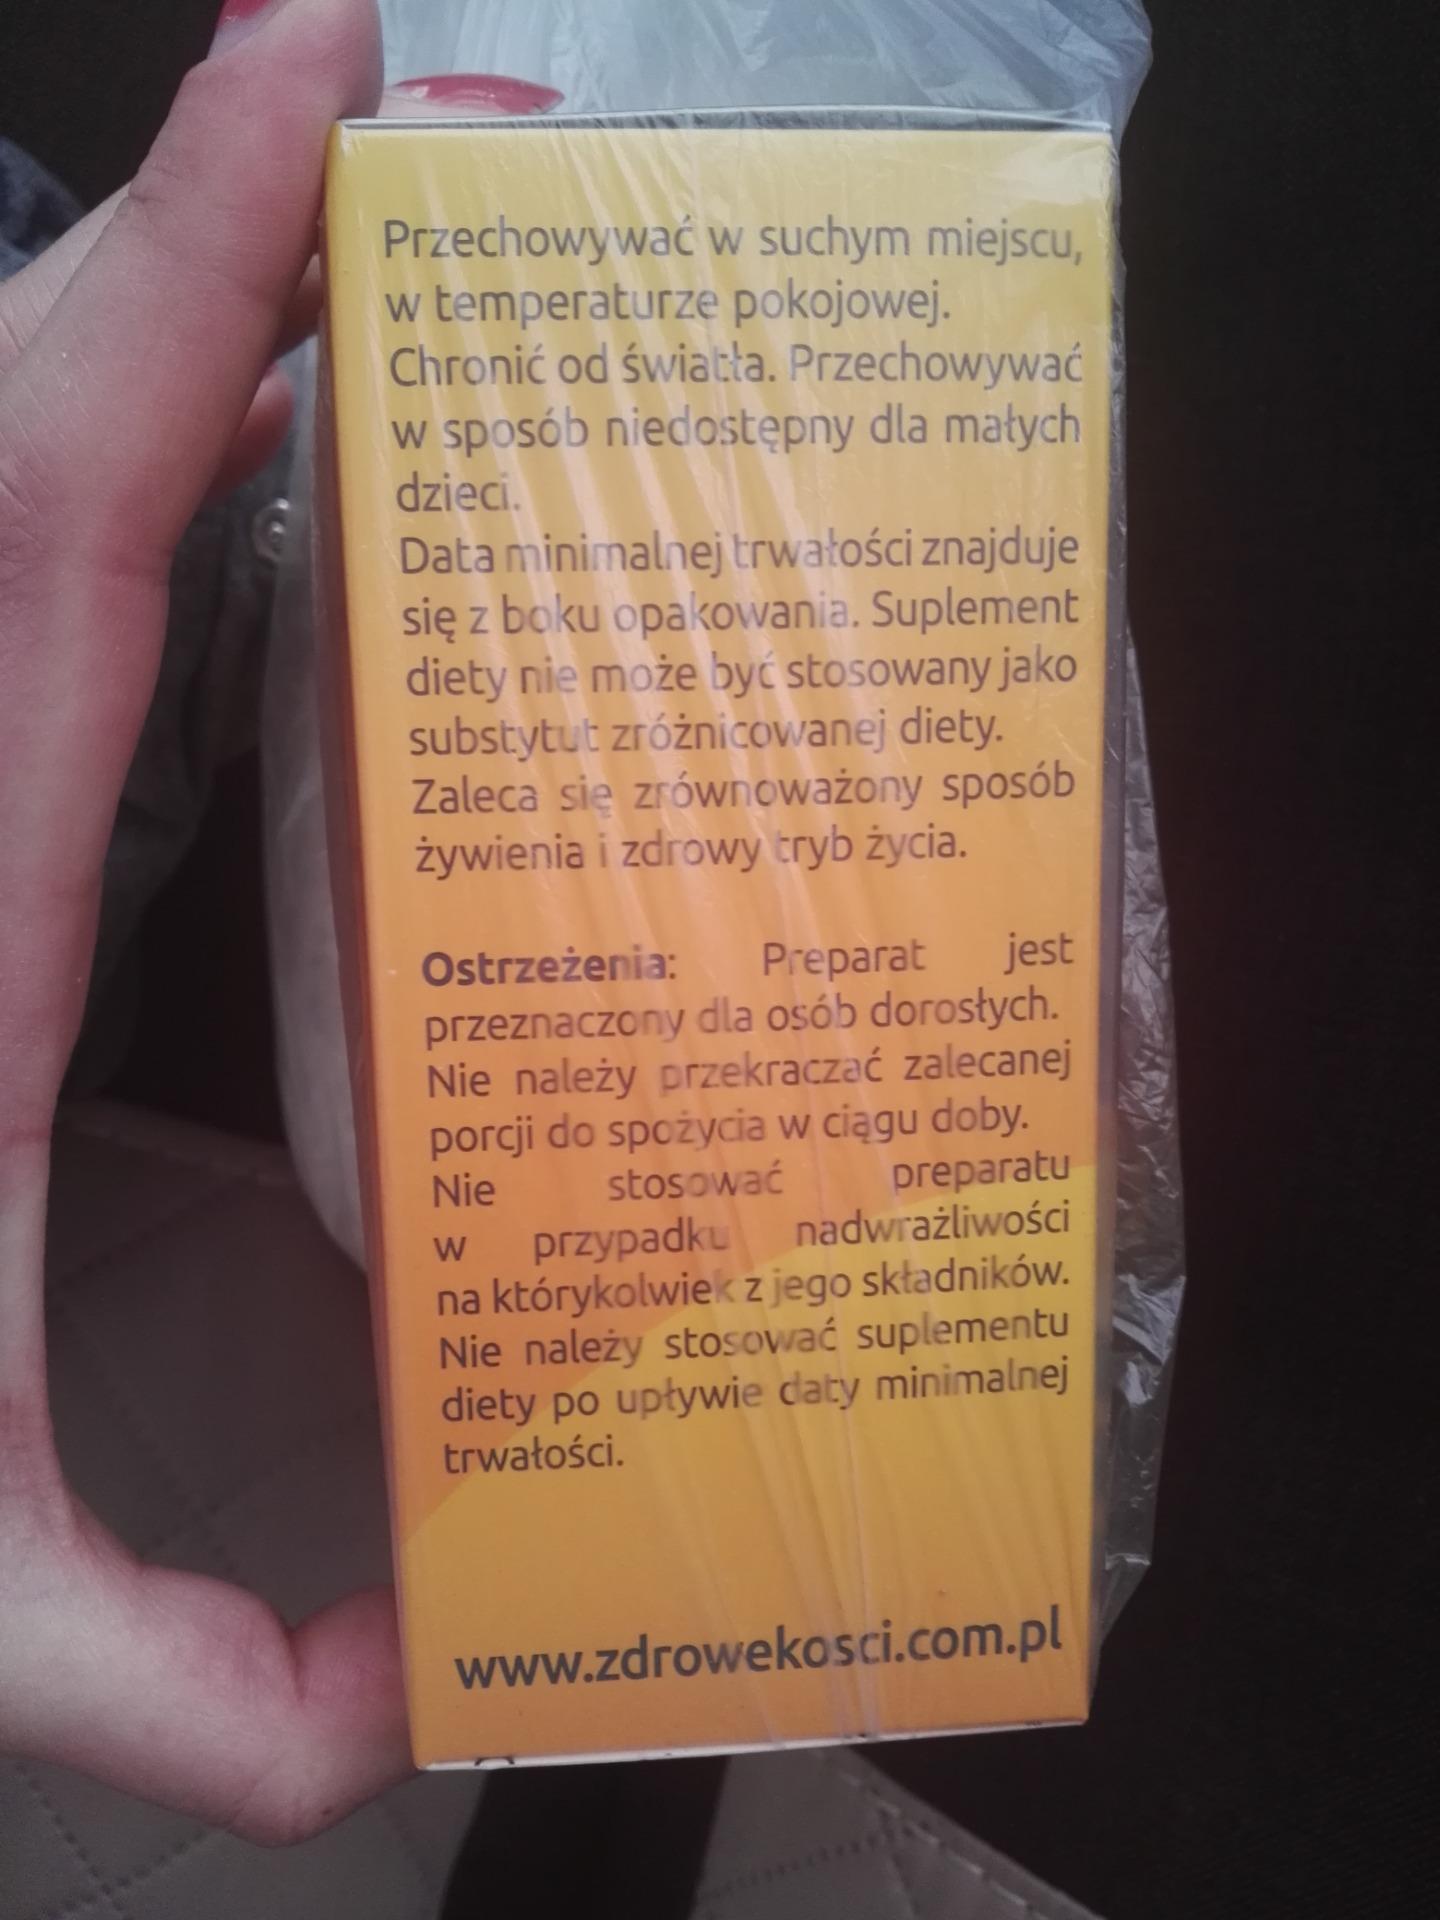 Przechowywać w suchym miejscu,
w temperaturze pokojowej.
Chronić od światła. Przechowywać
w sposób niedostępny dla małych
dzieci.
Data minimalnej trwałości znajduje
się z boku opakowania. Suplement
diety nie może być stosowany jako
substytut zróżnicowanej diety.
Zaleca się zrównoważony sposób
żywienia i zdrowy tryb życia.
Ostrzeżenia: Preparat jest
przeznaczony dla osób dorosłych.
Nie należy przekraczać zalecanej
porcji do spożycia w ciągu doby.
Nie stosować preparatu
w przypadku nadwrażliwości
na którykolwiek z jego składników.
Nie należy stosować suplementu
diety po upływie daty minimalnej
trwałości.
www.zdrowekosci.com.pl